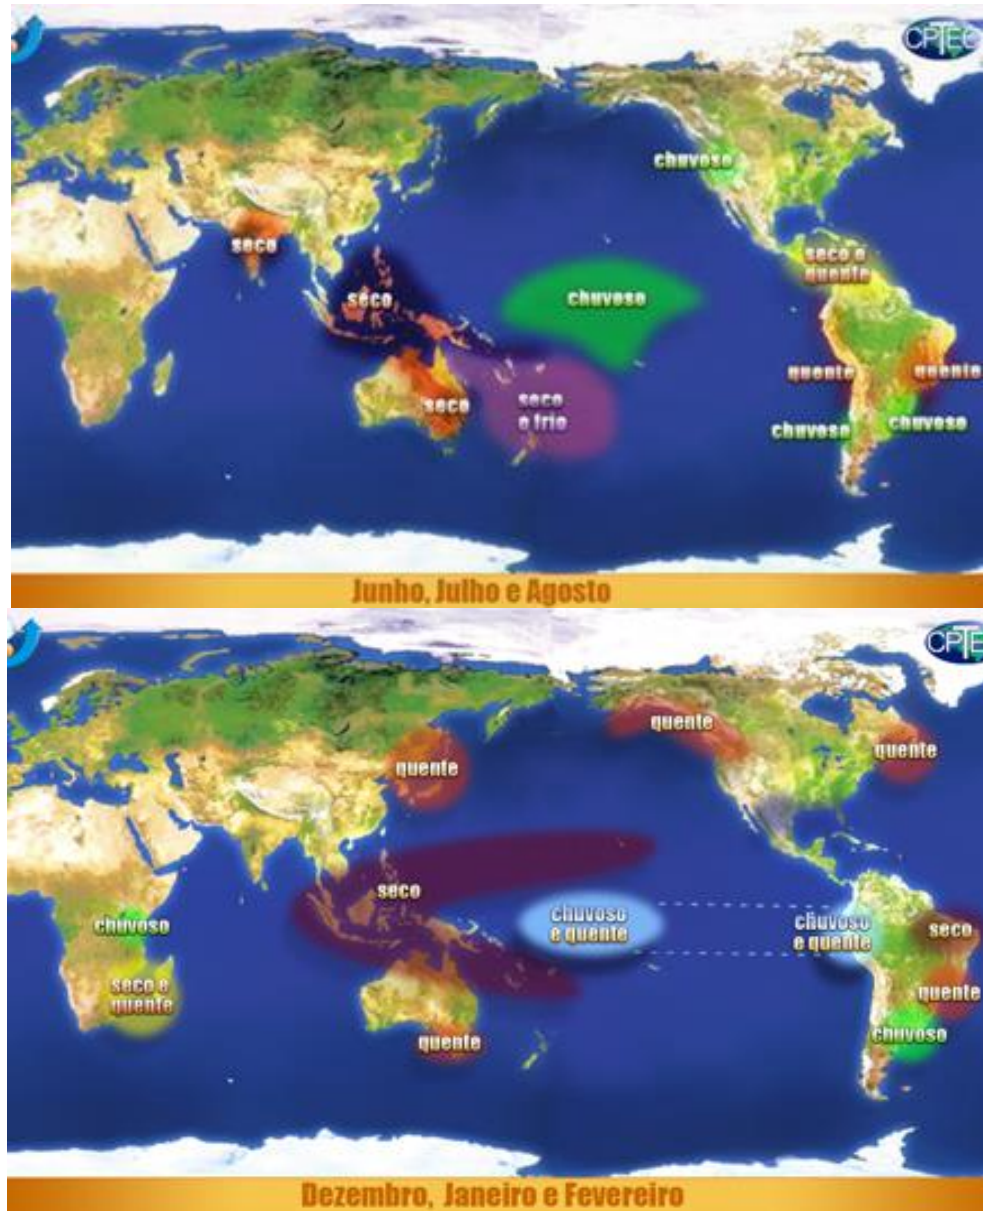 CPTEC
chuvoso
seco
seco e
quente
seco
chuvoso
quente
quente
seco
seco
e frio
chuvoso
chuvoso
Junho, Julho e Agosto
CPTE
quente
quente
quente
seco
chuvoso
e quente
chuvoso
e quente
chuvoso
seco
seco e
quente
quente
quente
chuvoso
Dezembro, Janeiro e Fevereiro